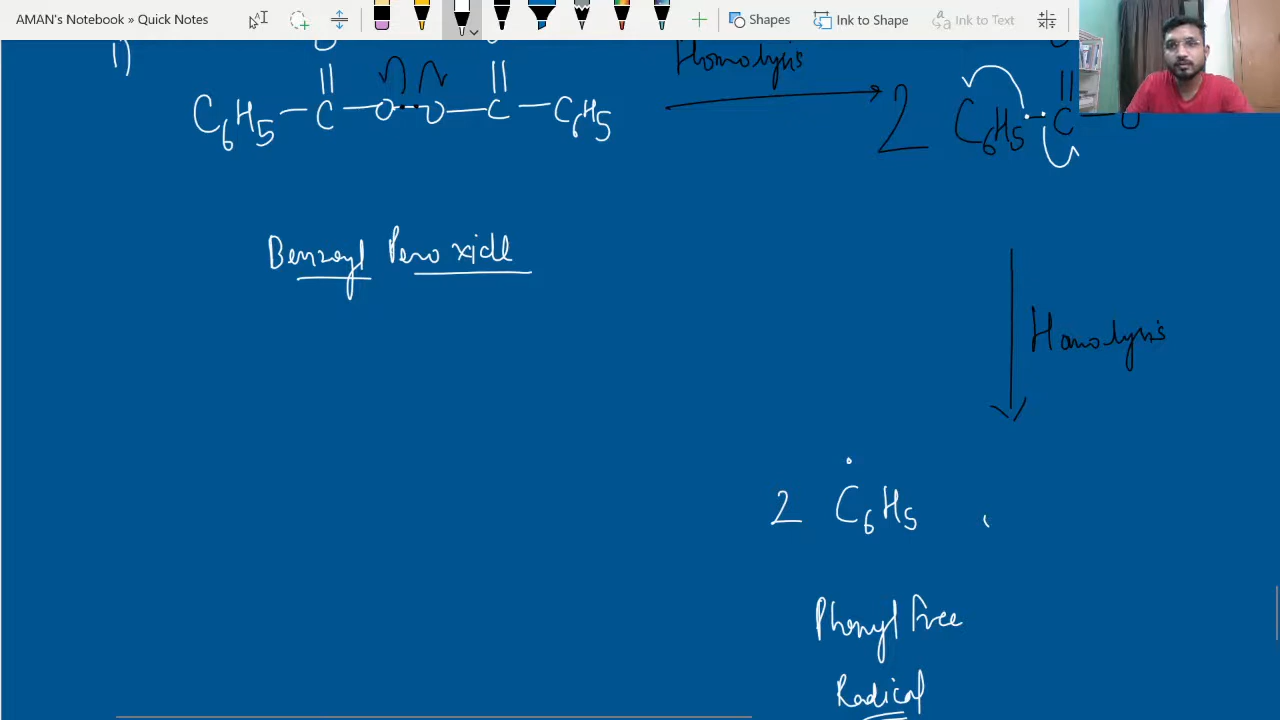 AMAN's Notebook » Quick Notes
Shapes
Ink to Shape
Ink to Text
1)
O O
C6H5 — C — O — O — C — C6H5
Homolysis
2 C6H5 — C — O
Benzoyl Peroxide
Homolysis
2 C6H5
Phenyl Free
Radical